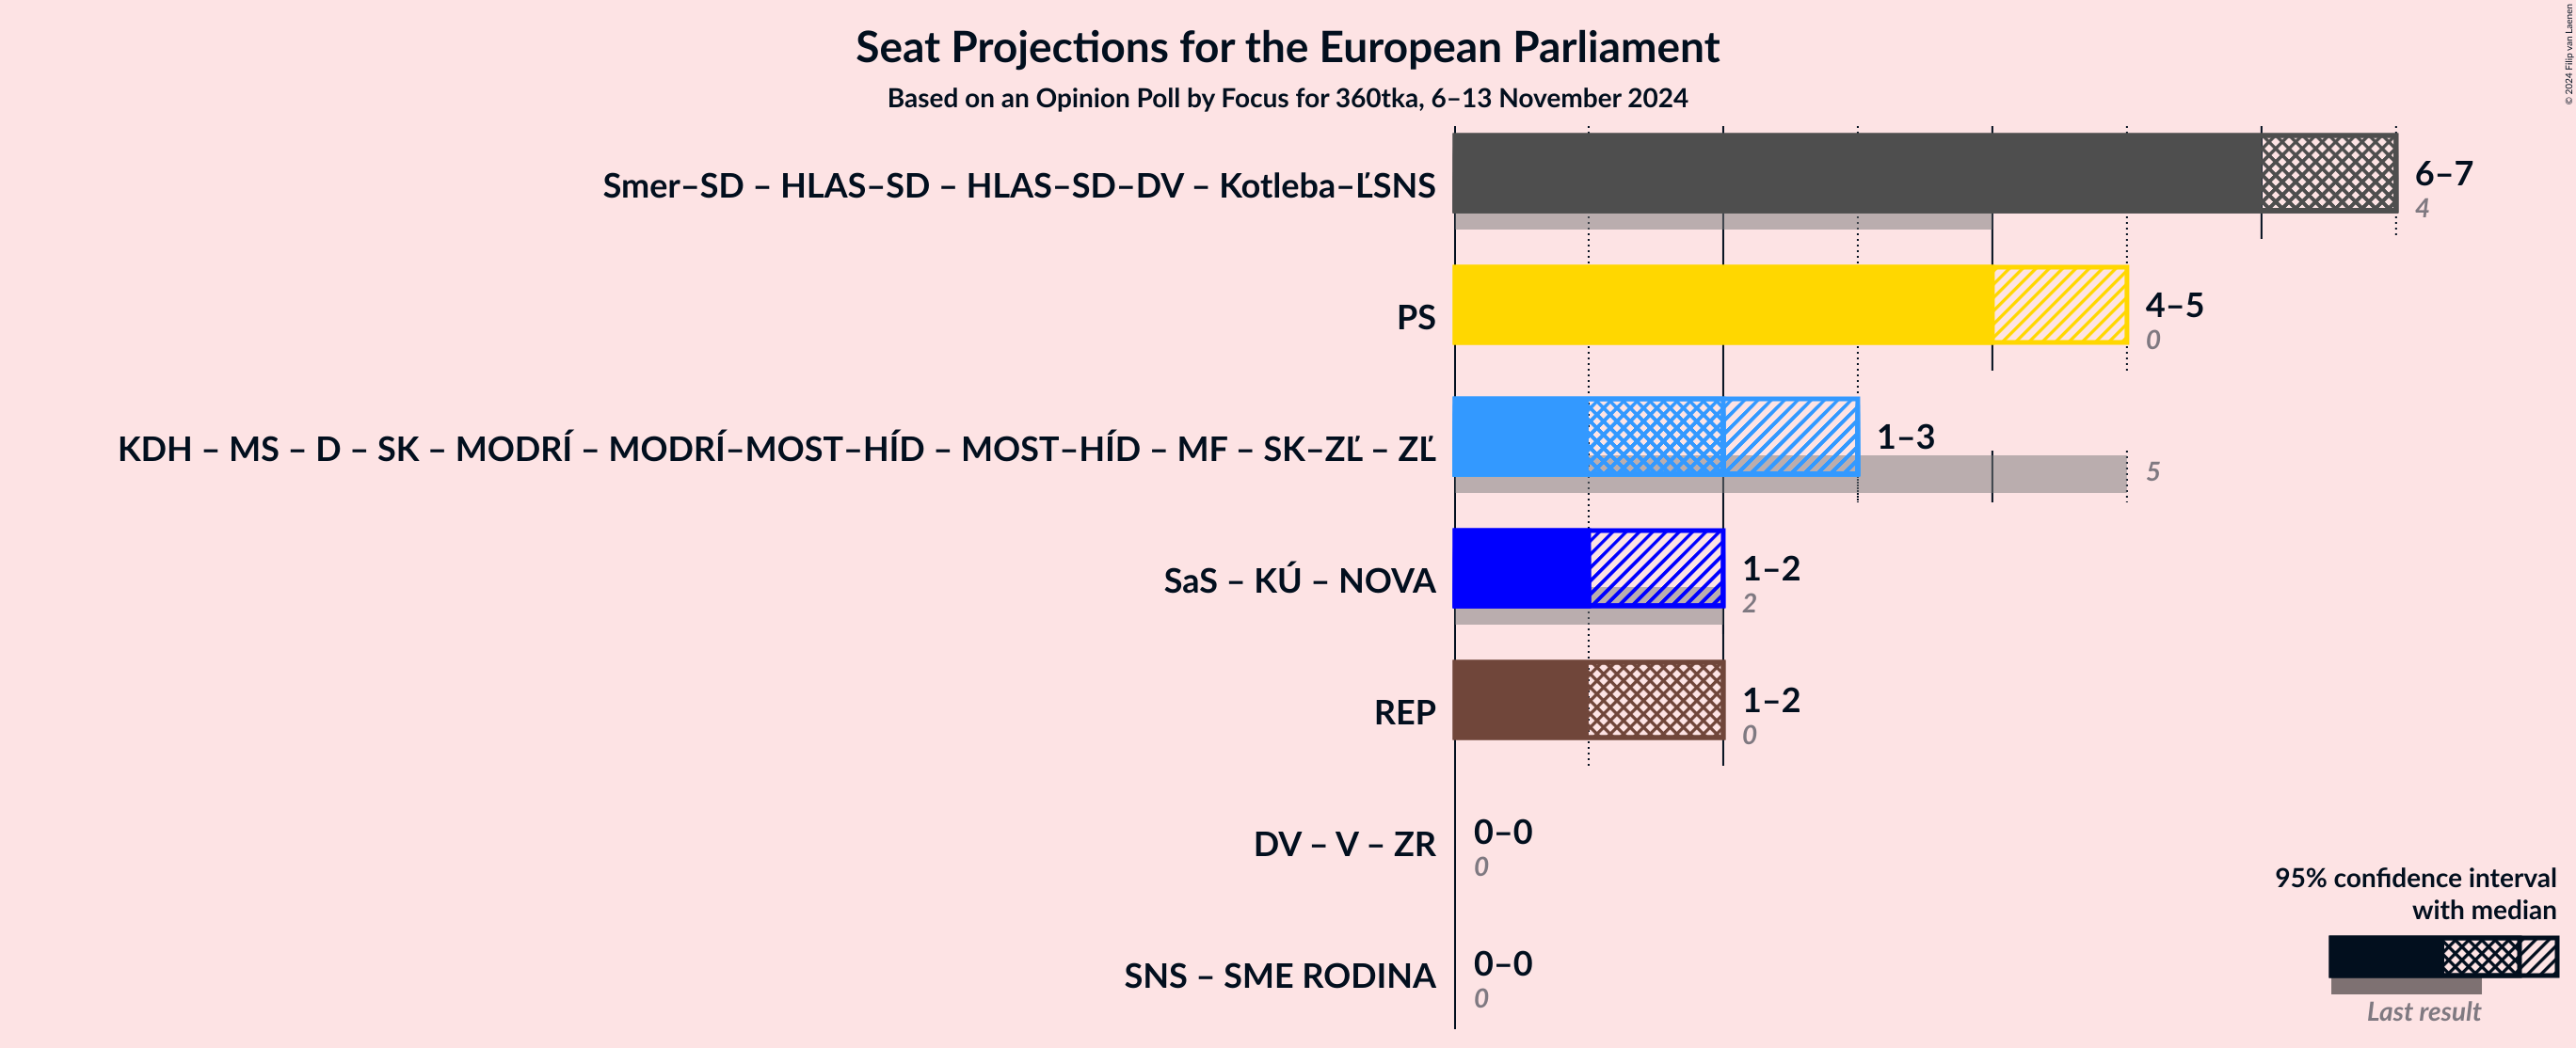 Seat Projections for the European Parliament
Based on an Opinion Poll by Focus for 360tka, 6–13 November 2024
© 2024 Filip van Laenen
Smer–SD – HLAS–SD – HLAS–SD–DV – Kotleba–ĽSNS
6–7
4
PS
4–5
0
KDH – MS – D – SK – MODRÍ – MODRÍ–MOST–HÍD – MOST–HÍD – MF – SK–ZĽ – ZĽ
1–3
5
SaS – KÚ – NOVA
1–2
2
REP
1–2
0
DV – V – ZR
0–0
0
SNS – SME RODINA
0–0
0
95% confidence interval
with median
Last result